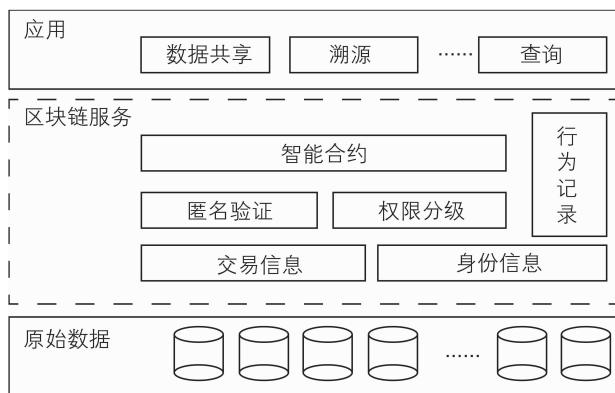 应用
数据共享
溯源
······
查询
区块链服务
智能合约
行为记录
匿名验证
权限分级
交易信息
身份信息
原始数据
······